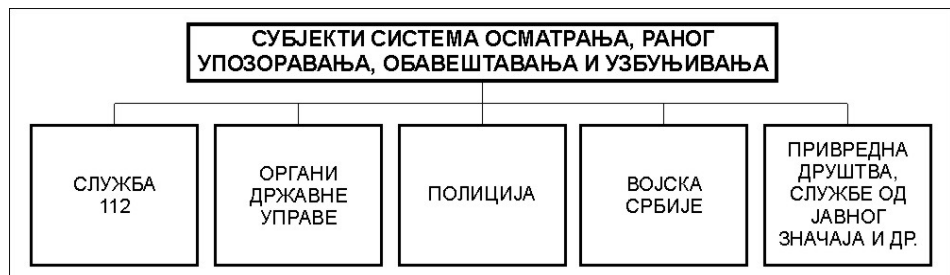 СУБЈЕКТИ СИСТЕМА ОСМАТРАЊА, РАНОГ
УПОЗОРАВАЊА, ОБАВЕШТАВАЊА И УЗБУЊИВАЊА
СЛУЖБА
112
ОРГАНИ
ДРЖАВНЕ
УПРАВЕ
ПОЛИЦИЈА
ВОЈСКА
СРБИЈЕ
ПРИВРЕДНА
ДРУШТВА,
СЛУЖБЕ ОД
ЈАВНОГ
ЗНАЧАЈА И ДР.